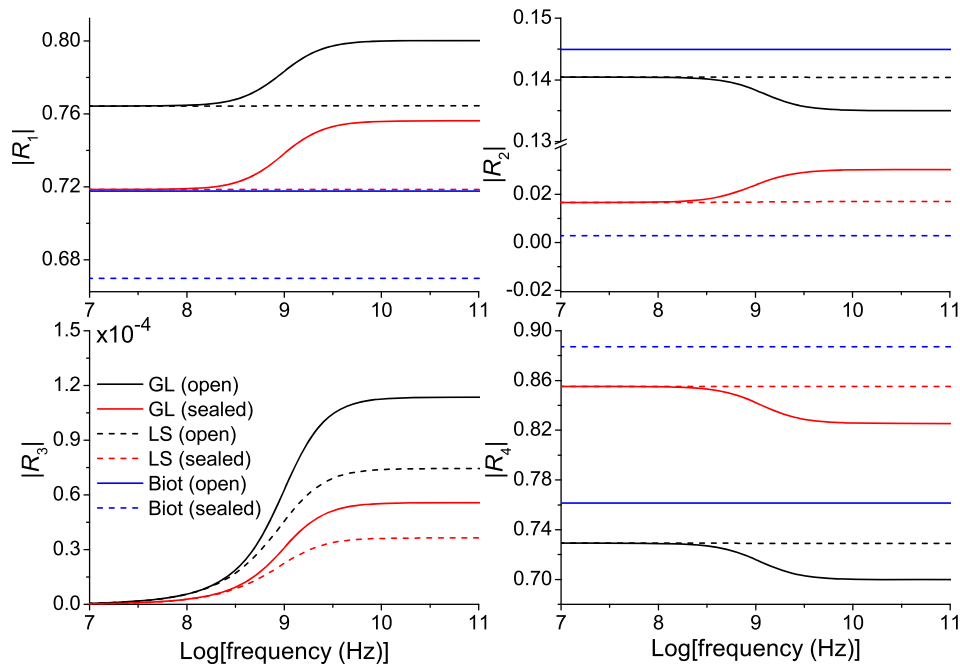 |R1|
0.80
0.76
0.72
0.68
7 8 9 10 11
|R2|
0.15
0.14
0.13
0.02
0.00
-0.02
7 8 9 10 11
|R3|
x10-4
1.5
1.2
0.9
0.6
0.3
0.0
GL (open)
GL (sealed)
LS (open)
LS (sealed)
Biot (open)
Biot (sealed)
7 8 9 10 11
Log[frequency (Hz)]
|R4|
0.90
0.86
0.82
0.78
0.74
0.70
7 8 9 10 11
Log[frequency (Hz)]